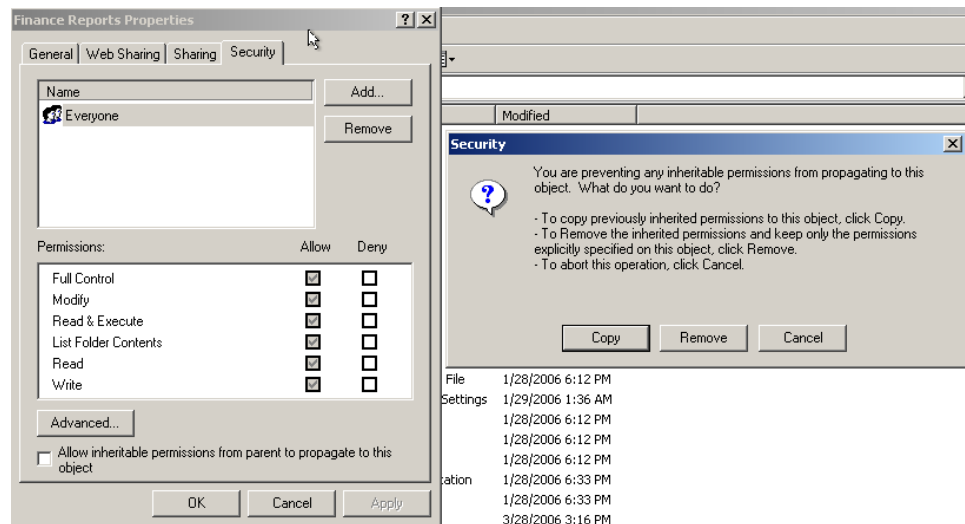 Finance Reports Properties
General Web Sharing Sharing Security
Name
Everyone
Add...
Remove
Permissions: Allow Deny
Full Control
Modify
Read & Execute
List Folder Contents
Read
Write
Advanced...
Allow inheritable permissions from parent to propagate to this
object
OK Cancel Apply
Modified
Security
You are preventing any inheritable permissions from propagating to this
object. What do you want to do?
- To copy previously inherited permissions to this object, click Copy.
- To Remove the inherited permissions and keep only the permissions
explicitly specified on this object, click Remove.
- To abort this operation, click Cancel.
Copy Remove Cancel
File 1/28/2006 6:12 PM
Settings 1/29/2006 1:36 AM
1/28/2006 6:12 PM
1/28/2006 6:12 PM
1/28/2006 6:12 PM
1/28/2006 6:33 PM
1/28/2006 6:33 PM
3/28/2006 3:16 PM